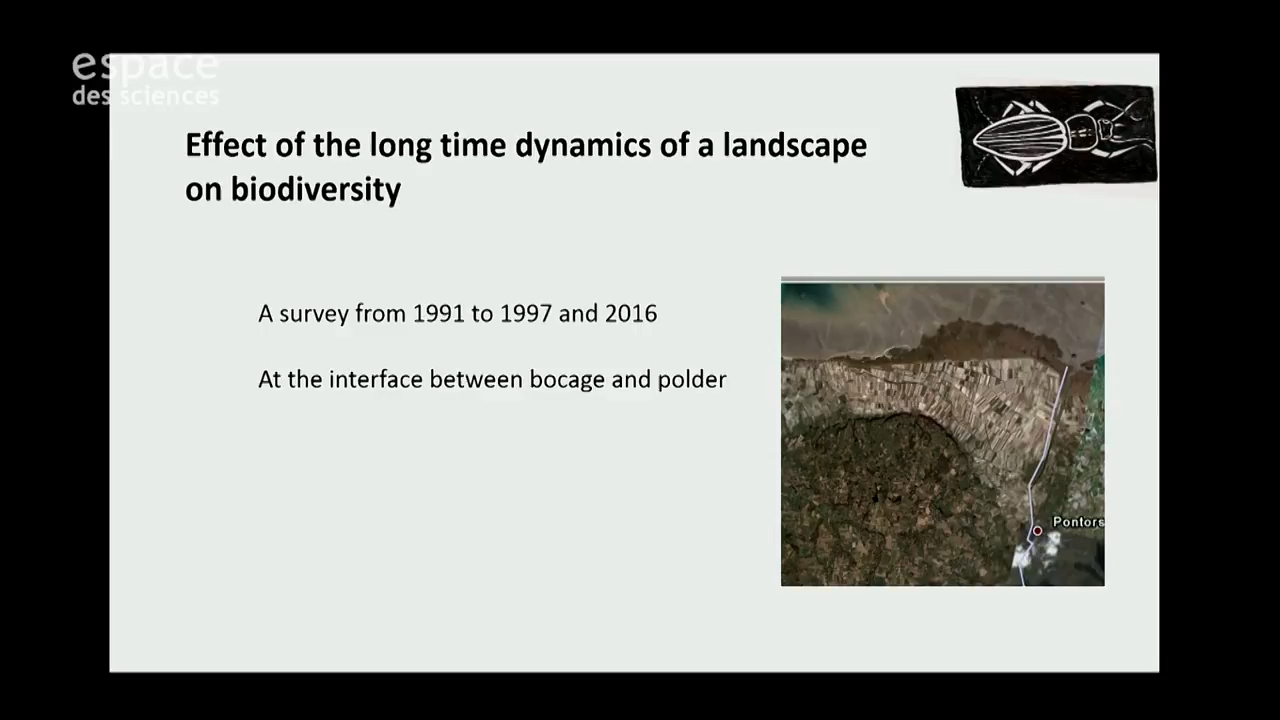 espace
des sciences
Effect of the long time dynamics of a landscape
on biodiversity
A survey from 1991 to 1997 and 2016
At the interface between bocage and polder
Pontors